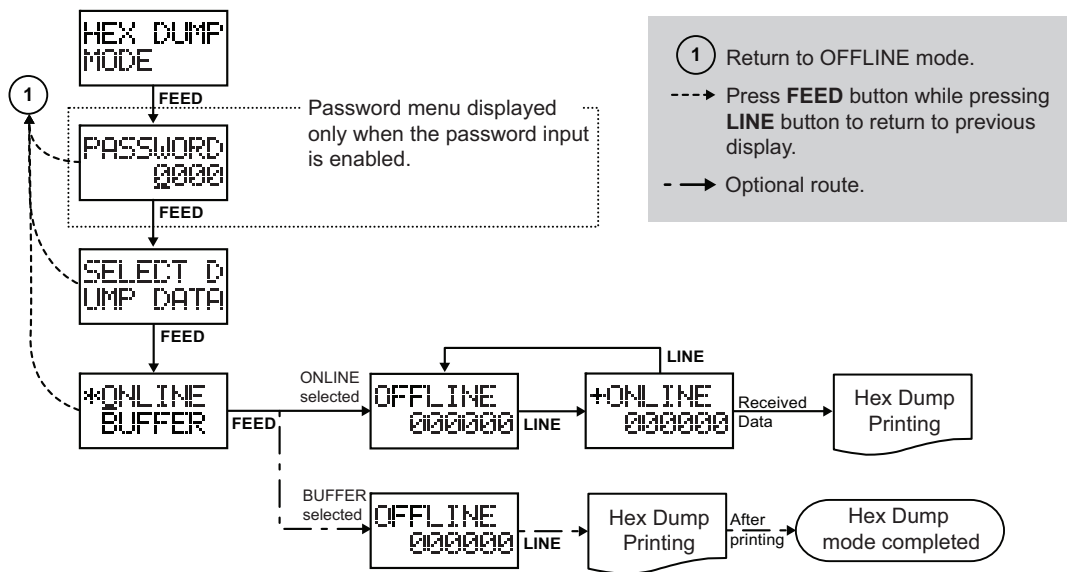 HEX DUMP
MODE
FEED
1
Password menu displayed
only when the password input
is enabled.
PASSWORD
0000
FEED
SELECT D
UMP DATA
FEED
*ONLINE
BUFFER
FEED
ONLINE
selected
OFFLINE
000000
LINE
LINE
+ONLINE
000000
Received
Data
Hex Dump
Printing
BUFFER
selected
OFFLINE
000000
LINE
Hex Dump
Printing
After
printing
Hex Dump
mode completed
1 Return to OFFLINE mode.
Press FEED button while pressing
LINE button to return to previous
display.
Optional route.